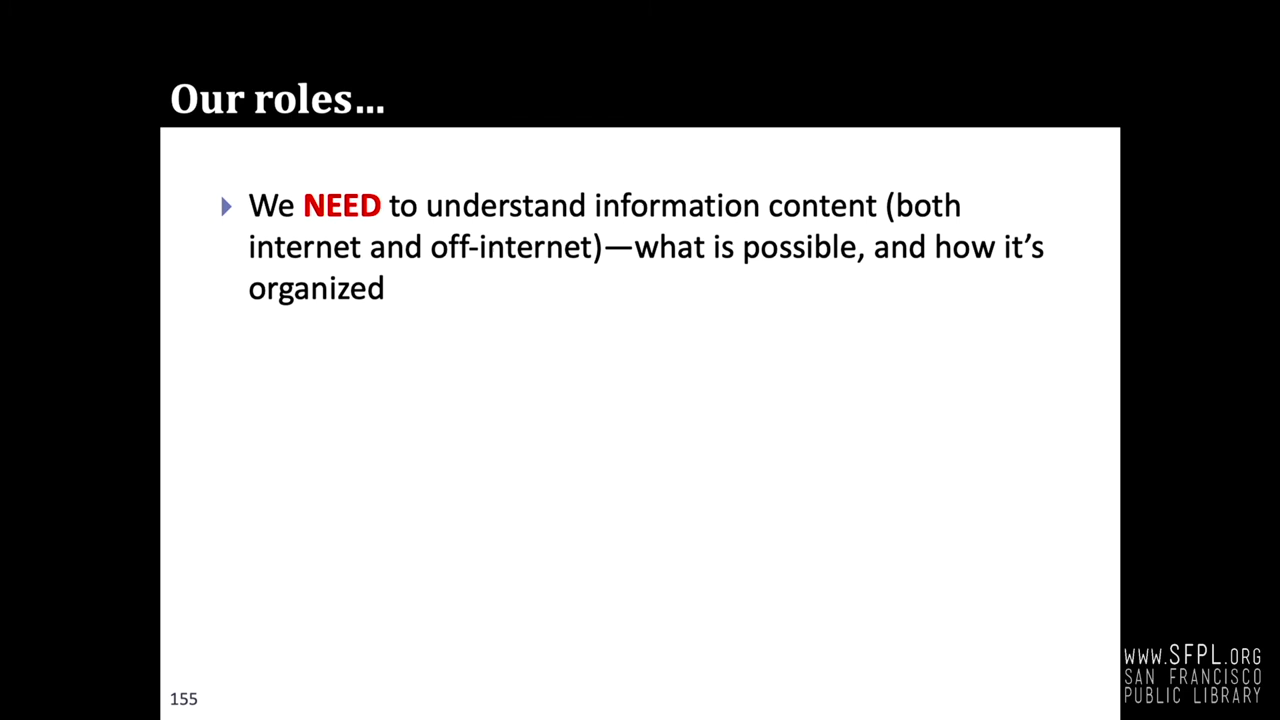 Our roles…
We NEED to understand information content (both
internet and off-internet)—what is possible, and how it’s
organized
155
WWW.SFPL.ORG
SAN FRANCISCO
PUBLIC LIBRARY